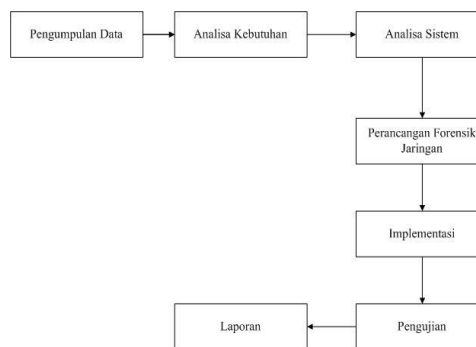 Pengumpulan Data
Analisa Kebutuhan
Analisa Sistem
Perancangan Forensik
Jaringan
Implementasi
Pengujian
Laporan